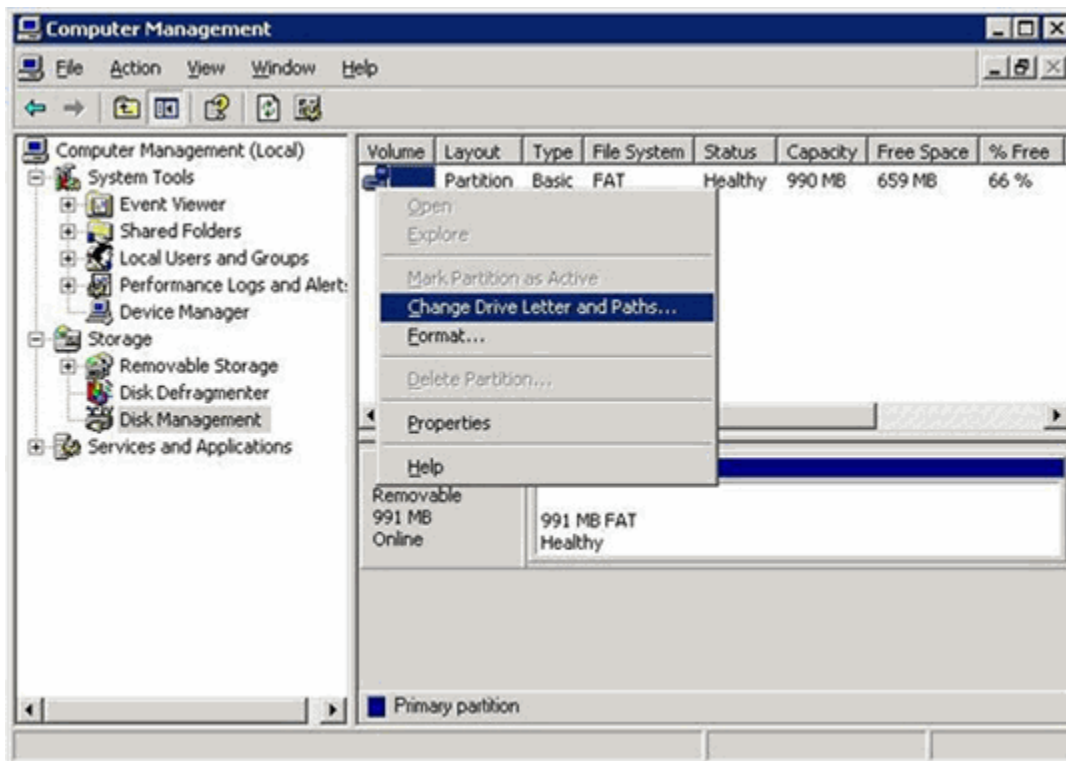 Computer Management
File Action View Window Help
Computer Management (Local)
System Tools
Event Viewer
Shared Folders
Local Users and Groups
Performance Logs and Alert
Device Manager
Storage
Removable Storage
Disk Defragmenter
Disk Management
Services and Applications
Volume Layout Type File System Status Capacity Free Space % Free
Partition Basic FAT Healthy 990 MB 659 MB 66 %
Open
Explore
Mark Partition as Active
Change Drive Letter and Paths...
Format...
Delete Partition...
Properties
Help
Removable
991 MB
Online
991 MB FAT
Healthy
Primary partition